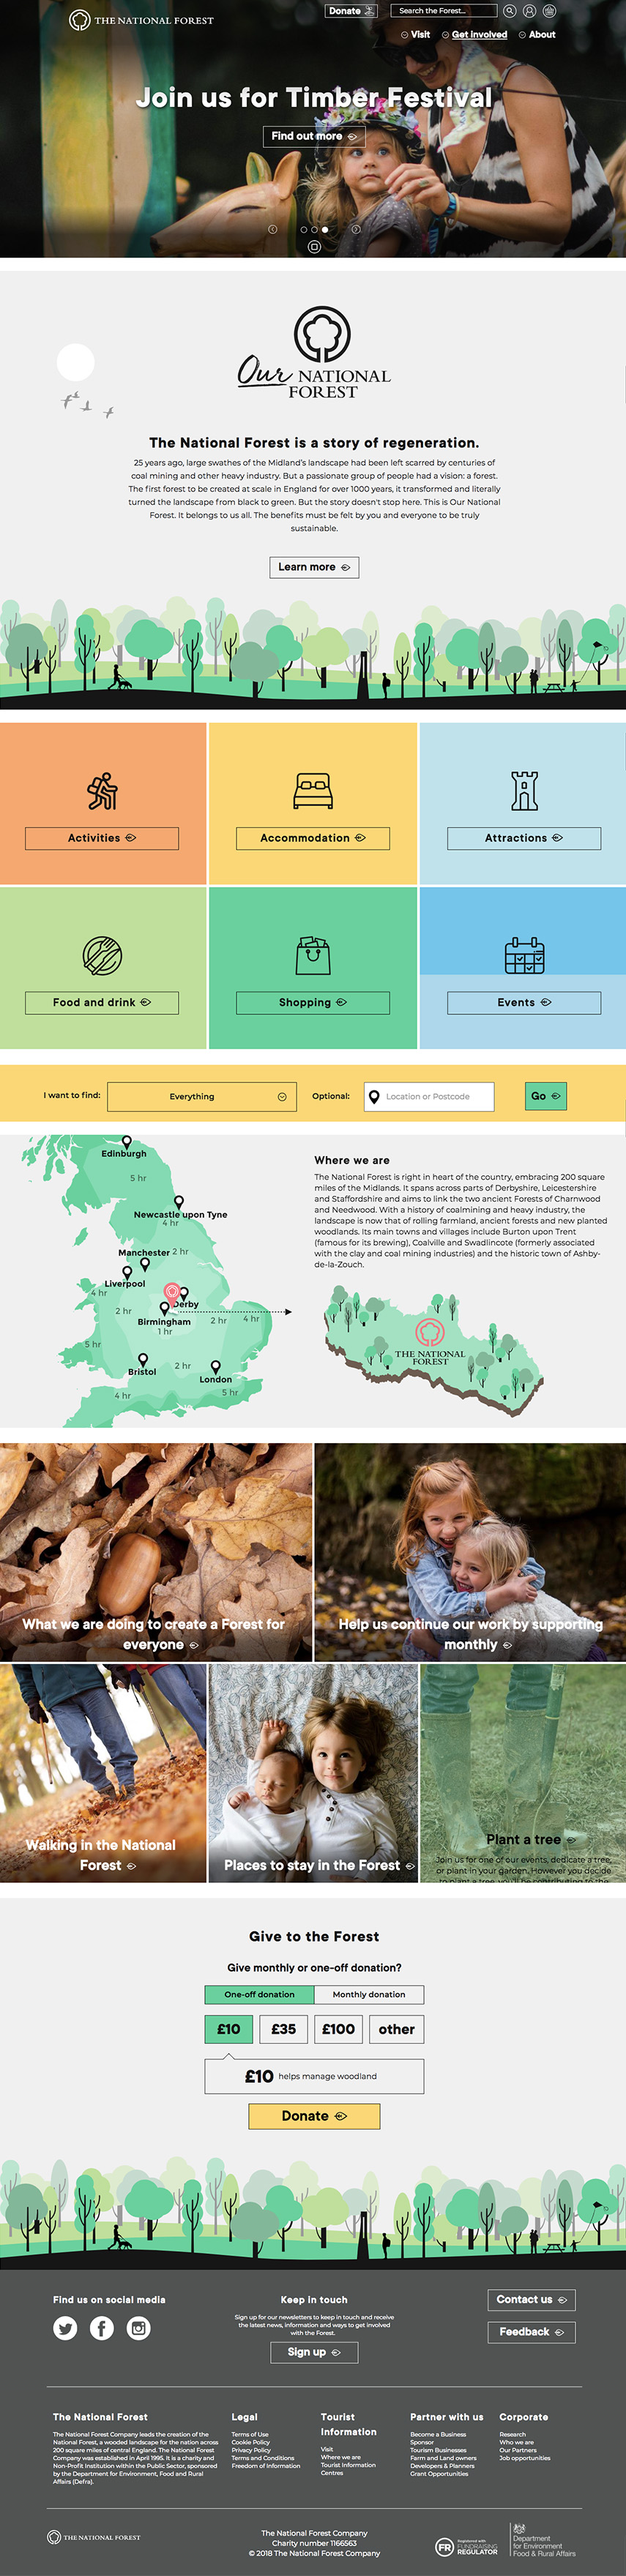 THE NATIONAL FOREST
Donate
Search the Forest...
Visit
Get involved
About
Join us for Timber Festival
Find out more
Our NATIONAL
FOREST
The National Forest is a story of regeneration.
25 years ago, large swathes of the Midland's landscape had been left scarred by centuries of
coal mining and other heavy industry. But a passionate group of people had a vision: a forest.
The first forest to be created at scale in England for over 1000 years, it transformed and literally
turned the landscape from black to green. But the story doesn't stop here. This is Our National
Forest. It belongs to us all. The benefits must be felt by you and everyone to be truly
sustainable.
Learn more
Activities
Accommodation
Attractions
Food and drink
Shopping
Events
I want to find:
Everything
Optional:
Location or Postcode
Go
Edinburgh
5 hr
Newcastle upon Tyne
4 hr
Manchester
2 hr
Liverpool
4 hr
Derby
2 hr
Birmingham
1 hr
2 hr
4 hr
5 hr
Bristol
2 hr
London
4 hr
5 hr
Where we are
The National Forest is right in heart of the country, embracing 200 square
miles of the Midlands. It spans across parts of Derbyshire, Leicestershire
and Staffordshire and aims to link the two ancient Forests of Charnwood
and Needwood. With a history of coalmining and heavy industry, the
landscape is now that of rolling farmland, ancient forests and new planted
woodlands. Its main towns and villages include Burton upon Trent
(famous for its brewing), Coalville and Swadlincote (formerly associated
with the clay and coal mining industries) and the historic town of Ashby-
de-la-Zouch.
THE NATIONAL
FOREST
What we are doing to create a Forest for
everyone
Help us continue our work by supporting
monthly
Walking in the National
Forest
Places to stay in the Forest
Plant a tree
Join us for one of our events, dedicate a tree,
or plant in your garden. However you decide
to plant a tree, you'll be contributing to the
Give to the Forest
Give monthly or one-off donation?
One-off donation
Monthly donation
£10
£35
£100
other
£10 helps manage woodland
Donate
Find us on social media
Keep in touch
Sign up for our newsletters to keep in touch and receive
the latest news, information and ways to get involved
with the Forest.
Sign up
Contact us
Feedback
The National Forest
The National Forest Company leads the creation of the
National Forest, a wooded landscape for the nation across
200 square miles of central England. The National Forest
Company was established in April 1995. It is a charity and
Non-Profit Institution within the Public Sector, sponsored
by the Department for Environment, Food and Rural
Affairs (Defra).
Legal
Terms of Use
Cookie Policy
Privacy Policy
Terms and Conditions
Freedom of Information
Tourist
Information
Visit
Where we are
Tourist Information
Centres
Partner with us
Become a Business
Sponsor
Tourism Businesses
Farm and Land owners
Developers & Planners
Grant Opportunities
Corporate
Research
Who we are
Our Partners
Job opportunities
THE NATIONAL FOREST
The National Forest Company
Charity number 1166563
© 2018 The National Forest Company
FR
Registered with
FUNDRAISING
REGULATOR
Department
for Environment
Food & Rural Affairs